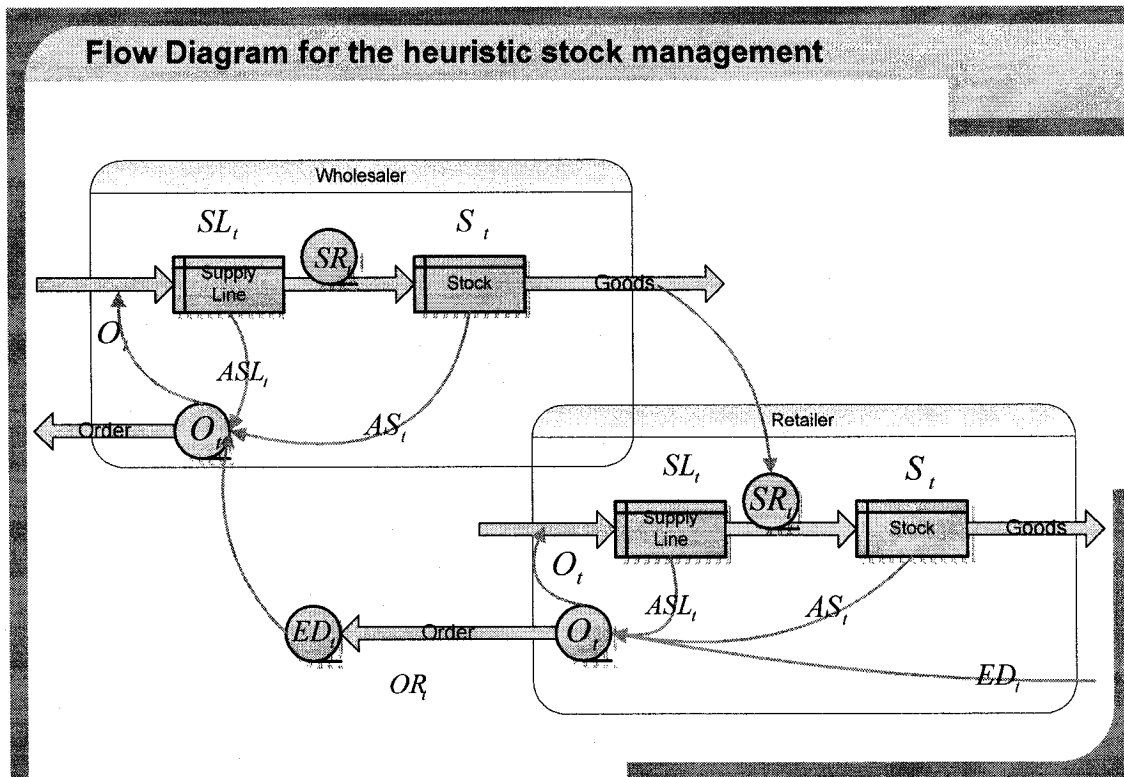 Flow Diagram for the heuristic stock management
Wholesaler
SL_t
S_t
SR_t
Supply
Line
Stock
Goods
O_t
ASL_t
AS_t
Order
O_t
Retailer
SL_t
S_t
SR_t
Supply
Line
Stock
Goods
O_t
ASL_t
AS_t
ED_t
Order
O_t
OR_t
ED_t